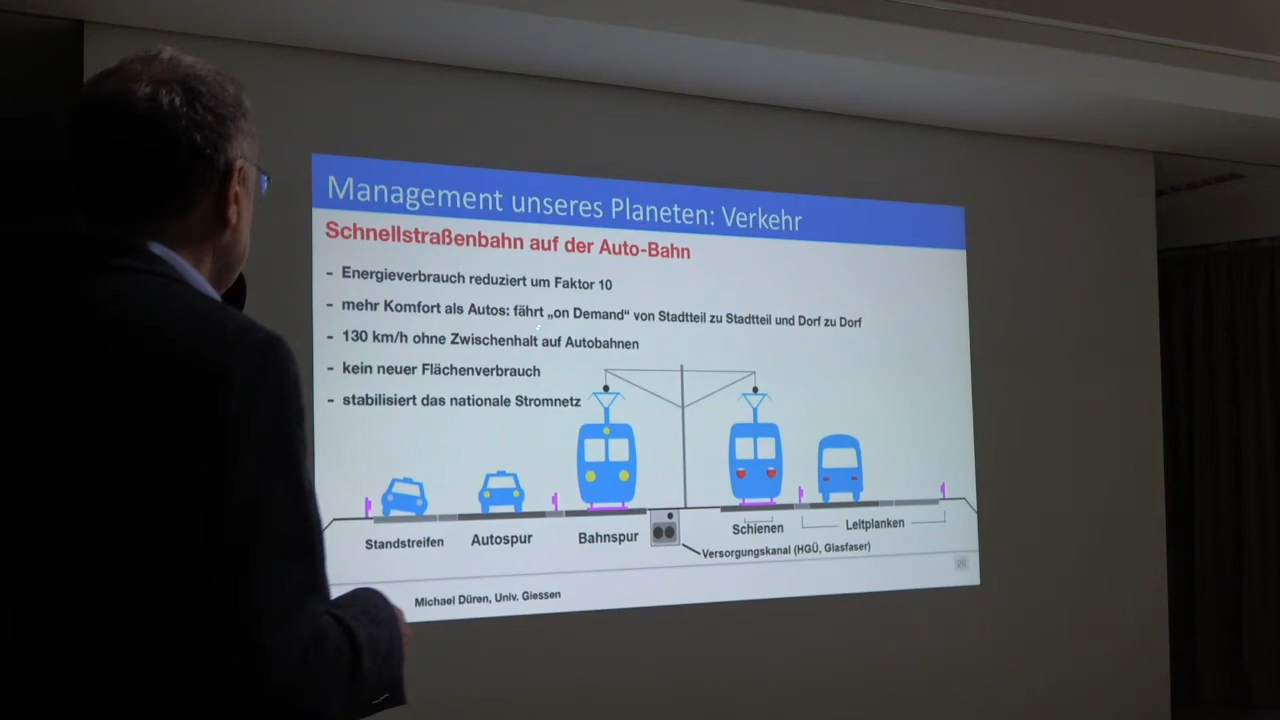 Management unseres Planeten: Verkehr
Schnellstraßenbahn auf der Auto-Bahn
- Energieverbrauch reduziert um Faktor 10
- mehr Komfort als Autos: fährt „on Demand“ von Stadtteil zu Stadtteil und Dorf zu Dorf
- 130 km/h ohne Zwischenhalt auf Autobahnen
- kein neuer Flächenverbrauch
- stabilisiert das nationale Stromnetz
Standstreifen
Autospur
Bahnspur
Schienen
Leitplanken
Versorgungskanal (HGÜ, Glasfaser)
Michael Düren, Univ. Giessen